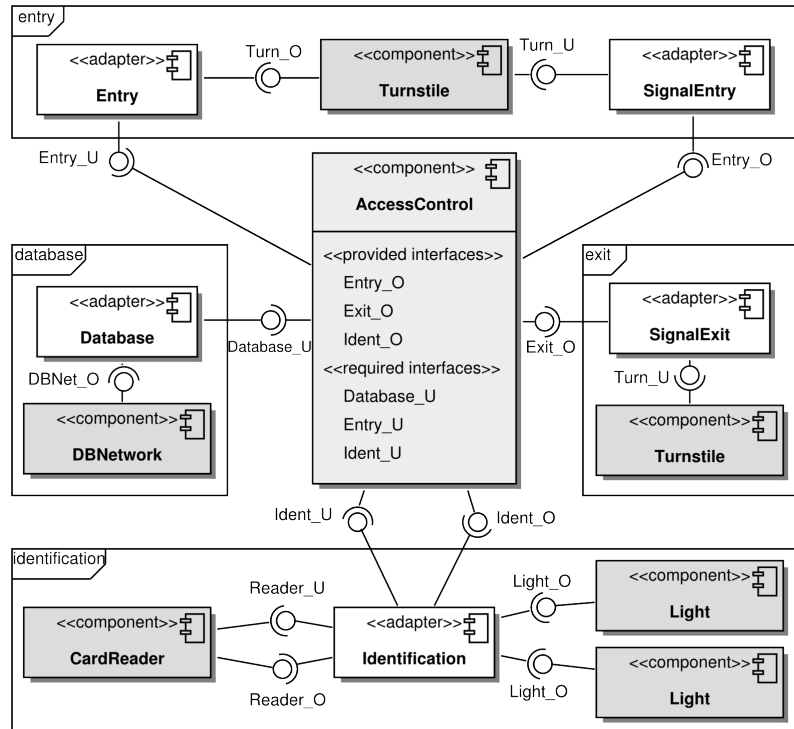 entry
<<adapter>>
Entry
Turn_O
<<component>>
Turnstile
Turn_U
<<adapter>>
SignalEntry
Entry_U
Entry_O
<<component>>
AccessControl
<<provided interfaces>>
Entry_O
Exit_O
Ident_O
<<required interfaces>>
Database_U
Entry_U
Ident_U
database
<<adapter>>
Database
Database_U
DBNet_O
<<component>>
DBNetwork
exit
<<adapter>>
SignalExit
Exit_O
Turn_U
<<component>>
Turnstile
Ident_U
Ident_O
identification
<<component>>
CardReader
Reader_U
Reader_O
<<adapter>>
Identification
Light_O
<<component>>
Light
Light_O
<<component>>
Light